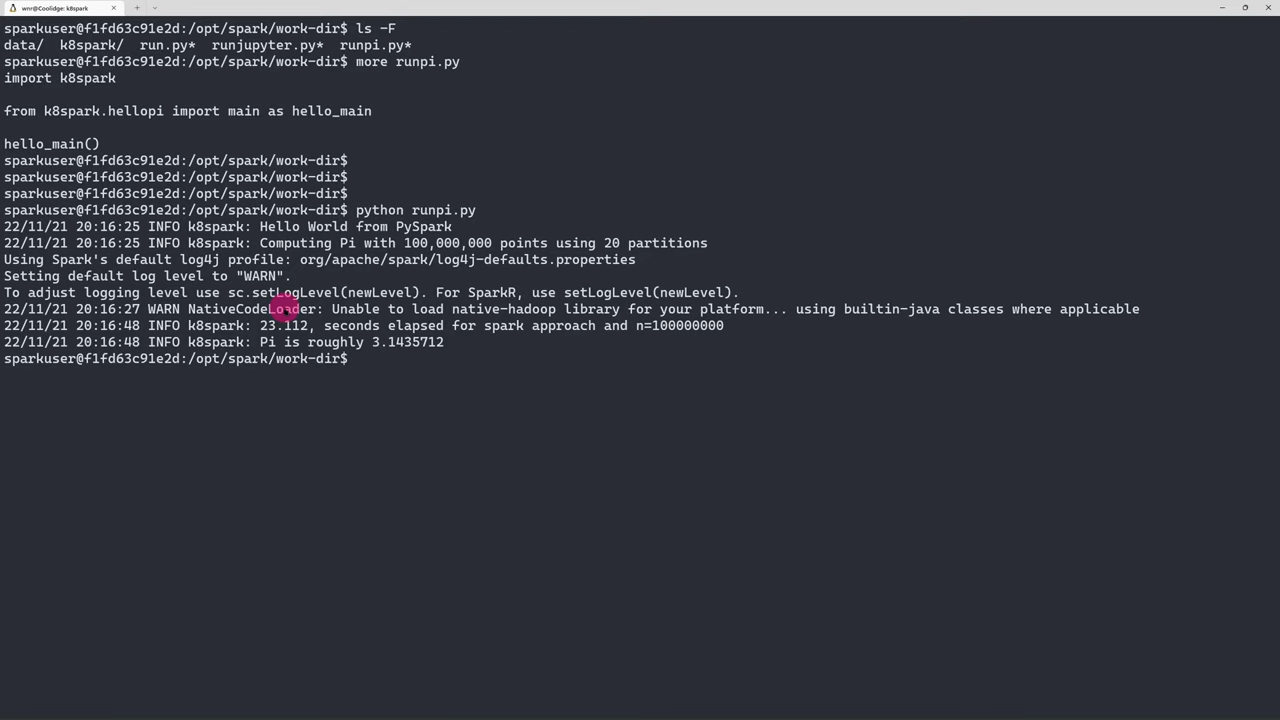 wnr@Coolidge: k8spark
sparkuser@f1fd63c91e2d:/opt/spark/work-dir$ ls -F
data/  k8spark/  run.py*  runjupyter.py*  runpi.py*
sparkuser@f1fd63c91e2d:/opt/spark/work-dir$ more runpi.py
import k8spark
from k8spark.hellopi import main as hello_main
hello_main()
sparkuser@f1fd63c91e2d:/opt/spark/work-dir$
sparkuser@f1fd63c91e2d:/opt/spark/work-dir$
sparkuser@f1fd63c91e2d:/opt/spark/work-dir$
sparkuser@f1fd63c91e2d:/opt/spark/work-dir$ python runpi.py
22/11/21 20:16:25 INFO k8spark: Hello World from PySpark
22/11/21 20:16:25 INFO k8spark: Computing Pi with 100,000,000 points using 20 partitions
Using Spark's default log4j profile: org/apache/spark/log4j-defaults.properties
Setting default log level to "WARN".
To adjust logging level use sc.setLogLevel(newLevel). For SparkR, use setLogLevel(newLevel).
22/11/21 20:16:27 WARN NativeCodeLoader: Unable to load native-hadoop library for your platform... using builtin-java classes where applicable
22/11/21 20:16:48 INFO k8spark: 23.112, seconds elapsed for spark approach and n=100000000
22/11/21 20:16:48 INFO k8spark: Pi is roughly 3.1435712
sparkuser@f1fd63c91e2d:/opt/spark/work-dir$